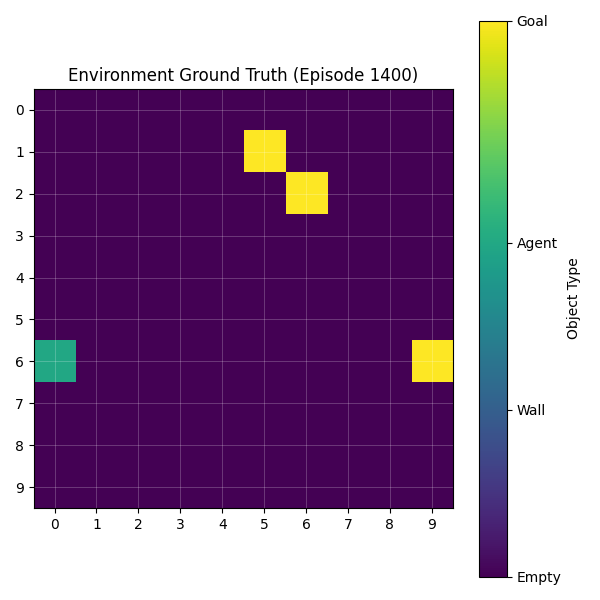 Environment Ground Truth (Episode 1400)
0
1
2
3
4
5
6
7
8
9
0 1 2 3 4 5 6 7 8 9
Goal
Agent
Wall
Empty
Object Type